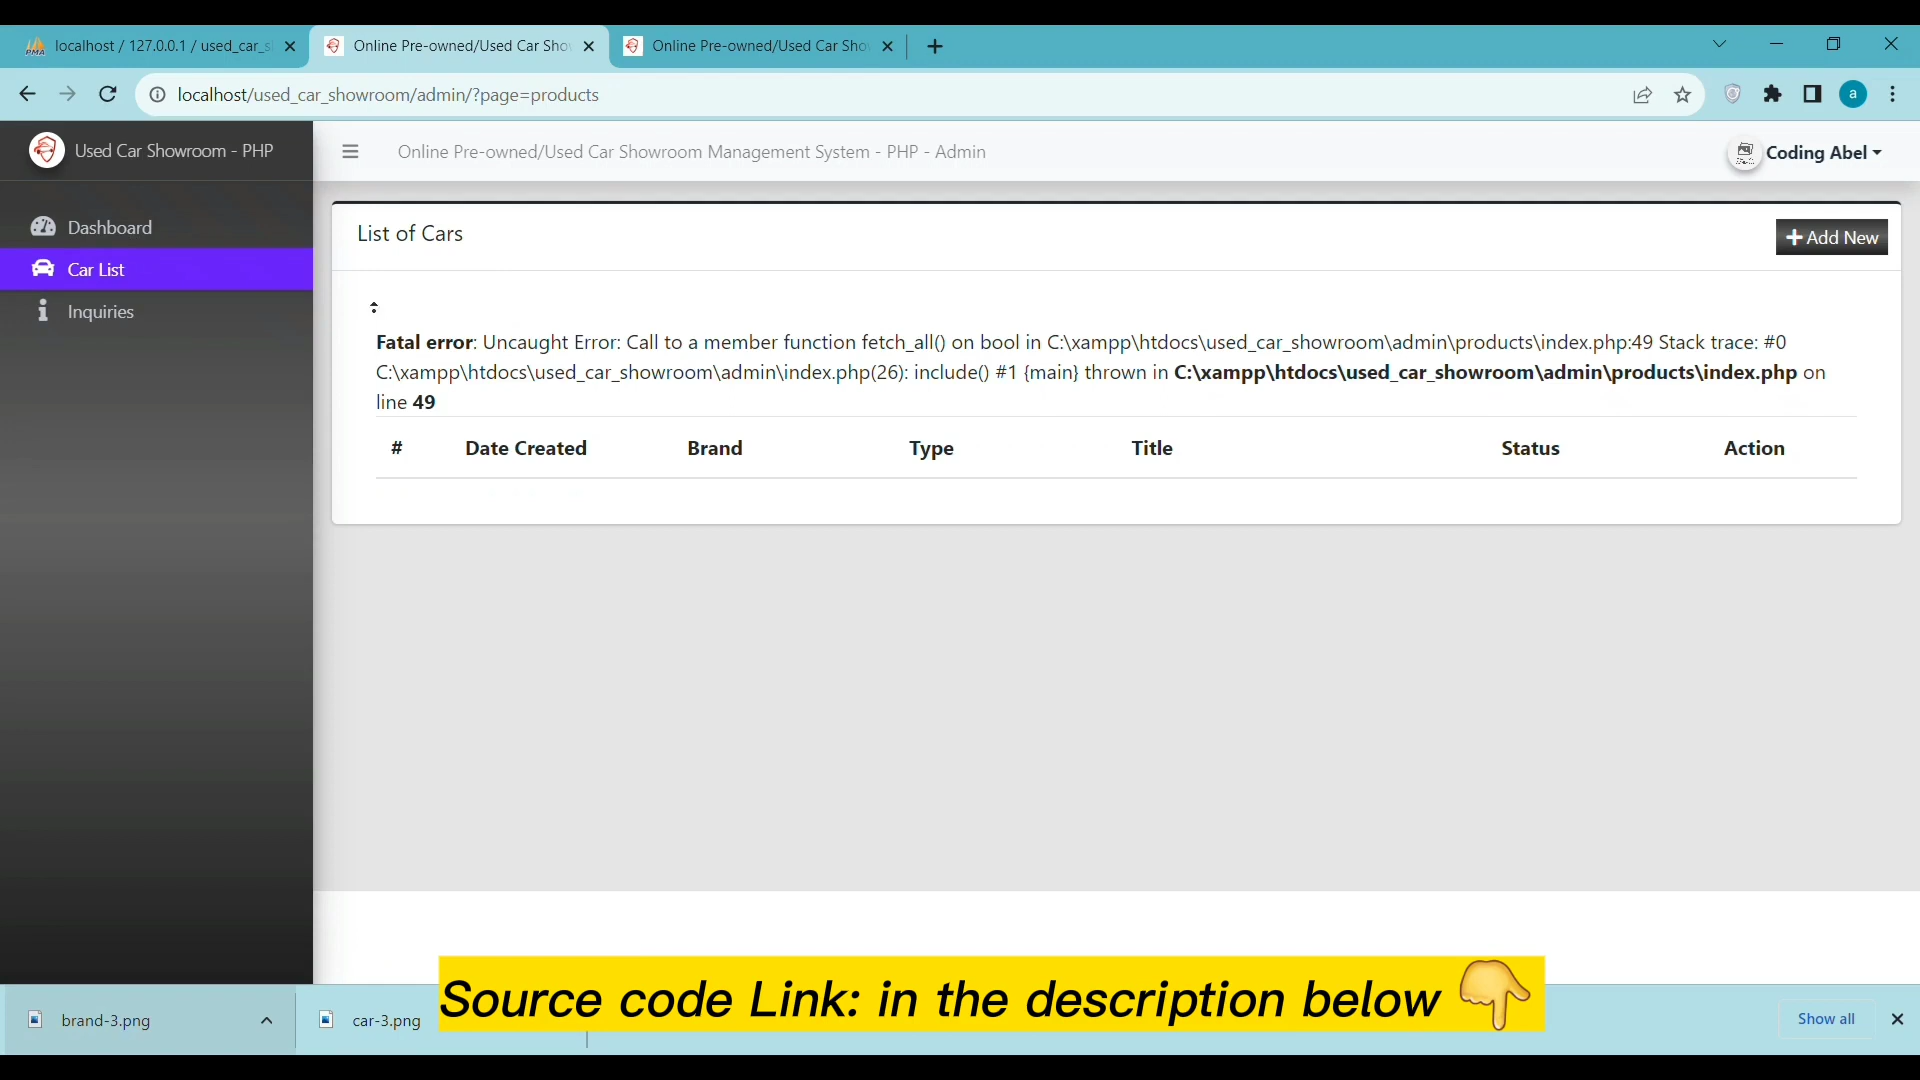 localhost / 127.0.0.1 / used_car_s
Online Pre-owned/Used Car Sho
Online Pre-owned/Used Car Sho
localhost/used_car_showroom/admin/?page=products
a
Used Car Showroom - PHP
Online Pre-owned/Used Car Showroom Management System - PHP - Admin
Coding Abel
Dashboard
Car List
Inquiries
List of Cars
Add New
Fatal error: Uncaught Error: Call to a member function fetch_all() on bool in C:\xampp\htdocs\used_car_showroom\admin\products\index.php:49 Stack trace: #0
C:\xampp\htdocs\used_car_showroom\admin\index.php(26): include() #1 {main} thrown in C:\xampp\htdocs\used_car_showroom\admin\products\index.php on
line 49
# Date Created Brand Type Title Status Action
Source code Link: in the description below
brand-3.png
car-3.png
Show all